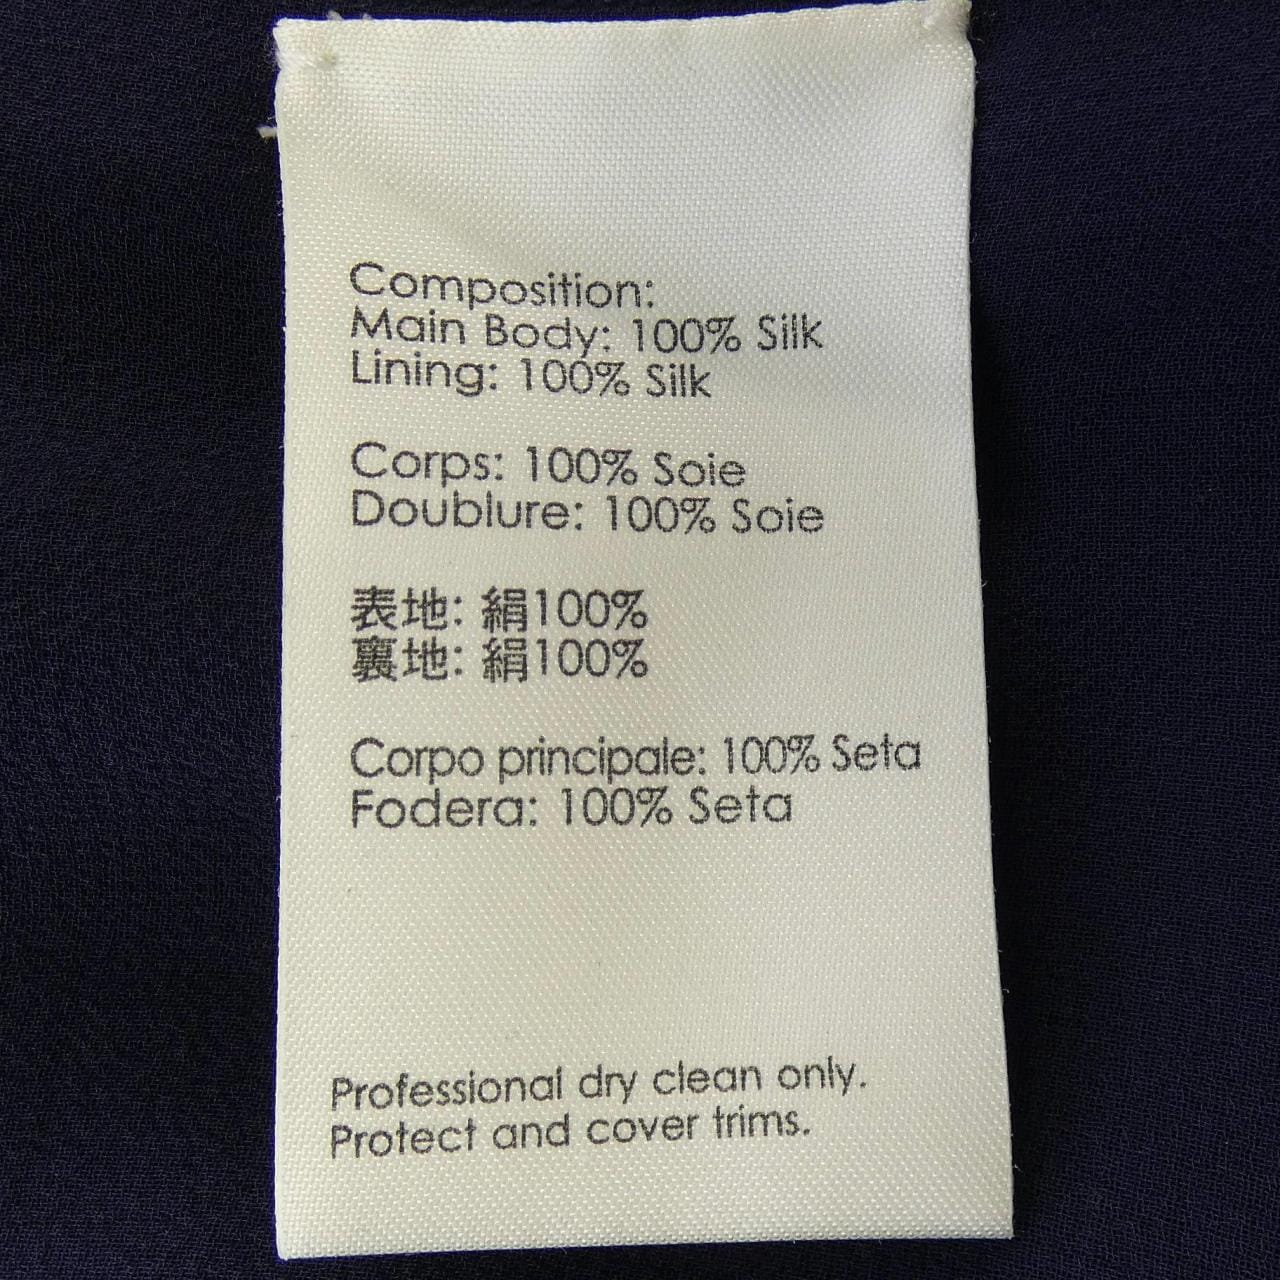 Composition:
Main Body: 100% Silk
Lining: 100% Silk
Corps: 100% Soie
Doublure: 100% Soie
表地: 絹100%
裏地: 絹100%
Corpo principale: 100% Seta
Fodera: 100% Seta
Professional dry clean only.
Protect and cover trims.